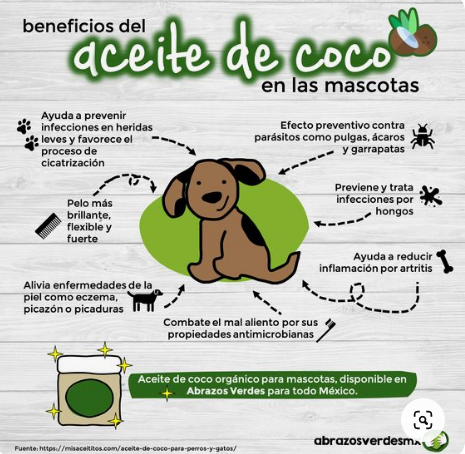 beneficios del
aceite de coco
en las mascotas
Ayuda a prevenir
infecciones en heridas
leves y favorece el
proceso de
cicatrización
Efecto preventivo contra
parásitos como pulgas, ácaros
y garrapatas
Pelo más
brillante,
flexible y
fuerte
Previene y trata
infecciones por
hongos
Ayuda a reducir
inflamación por artritis
Alivia enfermedades de la
piel como eczema,
picazón o picaduras
Combate el mal aliento por sus
propiedades antimicrobianas
Aceite de coco orgánico para mascotas, disponible en
Abrazos Verdes para todo México.
abrazosverdesmx
Fuente: https://misaceititos.com/aceite-de-coco-para-perros-y-gatos/